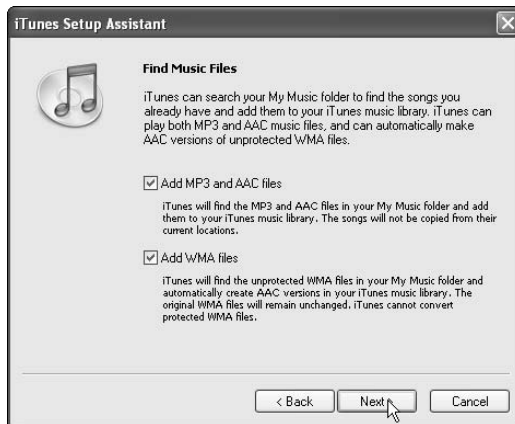 iTunes Setup Assistant
Find Music Files
iTunes can search your My Music folder to find the songs you
already have and add them to your iTunes music library. iTunes can
play both MP3 and AAC music files, and can automatically make
AAC versions of unprotected WMA files.
Add MP3 and AAC files
iTunes will find the MP3 and AAC files in your My Music folder and add
them to your iTunes music library. The songs will not be copied from their
current locations.
Add WMA files
iTunes will find the unprotected WMA files in your My Music folder and
automatically create AAC versions in your iTunes music library. The
original WMA files will remain unchanged. iTunes cannot convert
protected WMA files.
< Back Next > Cancel